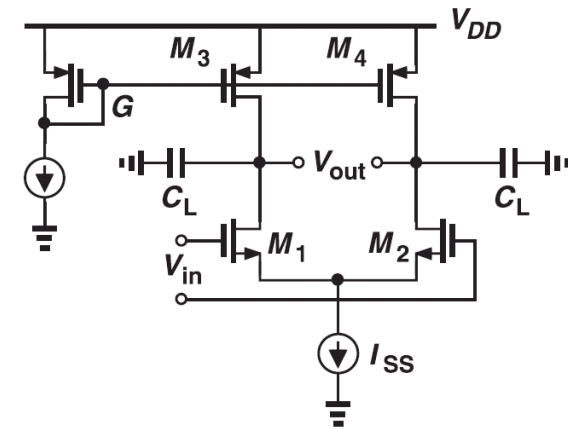 V_DD
M_3
M_4
G
V_out
C_L
C_L
M_1
M_2
V_in
I_SS